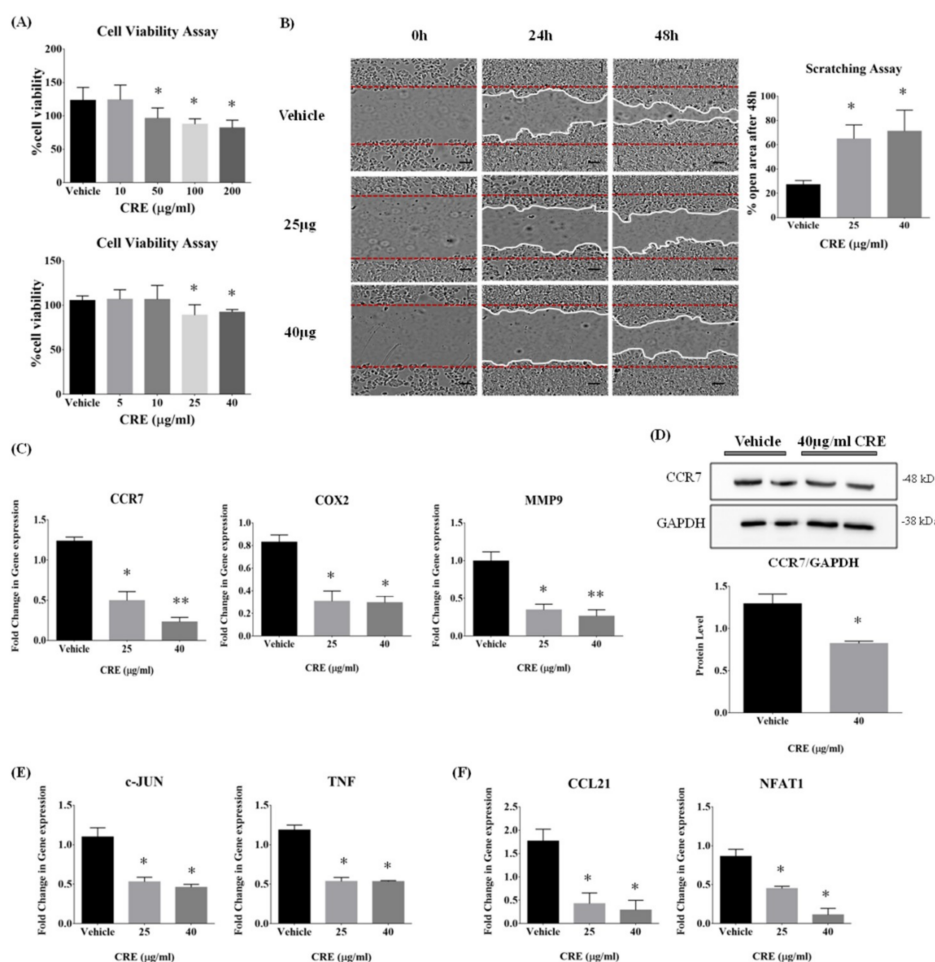 (A)
Cell Viability Assay
%cell viability
150
100
50
0
* * *
Vehicle 10 50 100 200
CRE (μg/ml)
Cell Viability Assay
%cell viability
150
100
50
0
* *
Vehicle 5 10 25 40
CRE (μg/ml)
B)
0h 24h 48h
Vehicle
25μg
40μg
Scratching Assay
% open area after 48h
100
80
60
40
20
0
* *
Vehicle 25 40
CRE (μg/ml)
(C)
CCR7
Fold Change in Gene expression
1.5
1.0
0.5
0.0
* **
Vehicle 25 40
CRE (μg/ml)
COX2
Fold Change in Gene expression
1.0
0.8
0.6
0.4
0.2
0.0
* *
Vehicle 25 40
CRE (μg/ml)
MMP9
Fold Change in Gene expression
1.5
1.0
0.5
0.0
* **
Vehicle 25 40
CRE (μg/ml)
(D)
Vehicle 40μg/ml CRE
CCR7 -48 kD
GAPDH -38 kD
CCR7/GAPDH
Protein Level
1.5
1.0
0.5
0.0
*
Vehicle 40
CRE (μg/ml)
(E)
c-JUN
Fold Change in Gene expression
1.5
1.0
0.5
0.0
* *
Vehicle 25 40
CRE (μg/ml)
TNF
Fold Change in Gene expression
1.5
1.0
0.5
0.0
* *
Vehicle 25 40
CRE (μg/ml)
(F)
CCL21
Fold Change in Gene expression
2.5
2.0
1.5
1.0
0.5
0.0
* *
Vehicle 25 40
CRE (μg/ml)
NFAT1
Fold Change in Gene expression
1.5
1.0
0.5
0.0
* *
Vehicle 25 40
CRE (μg/ml)